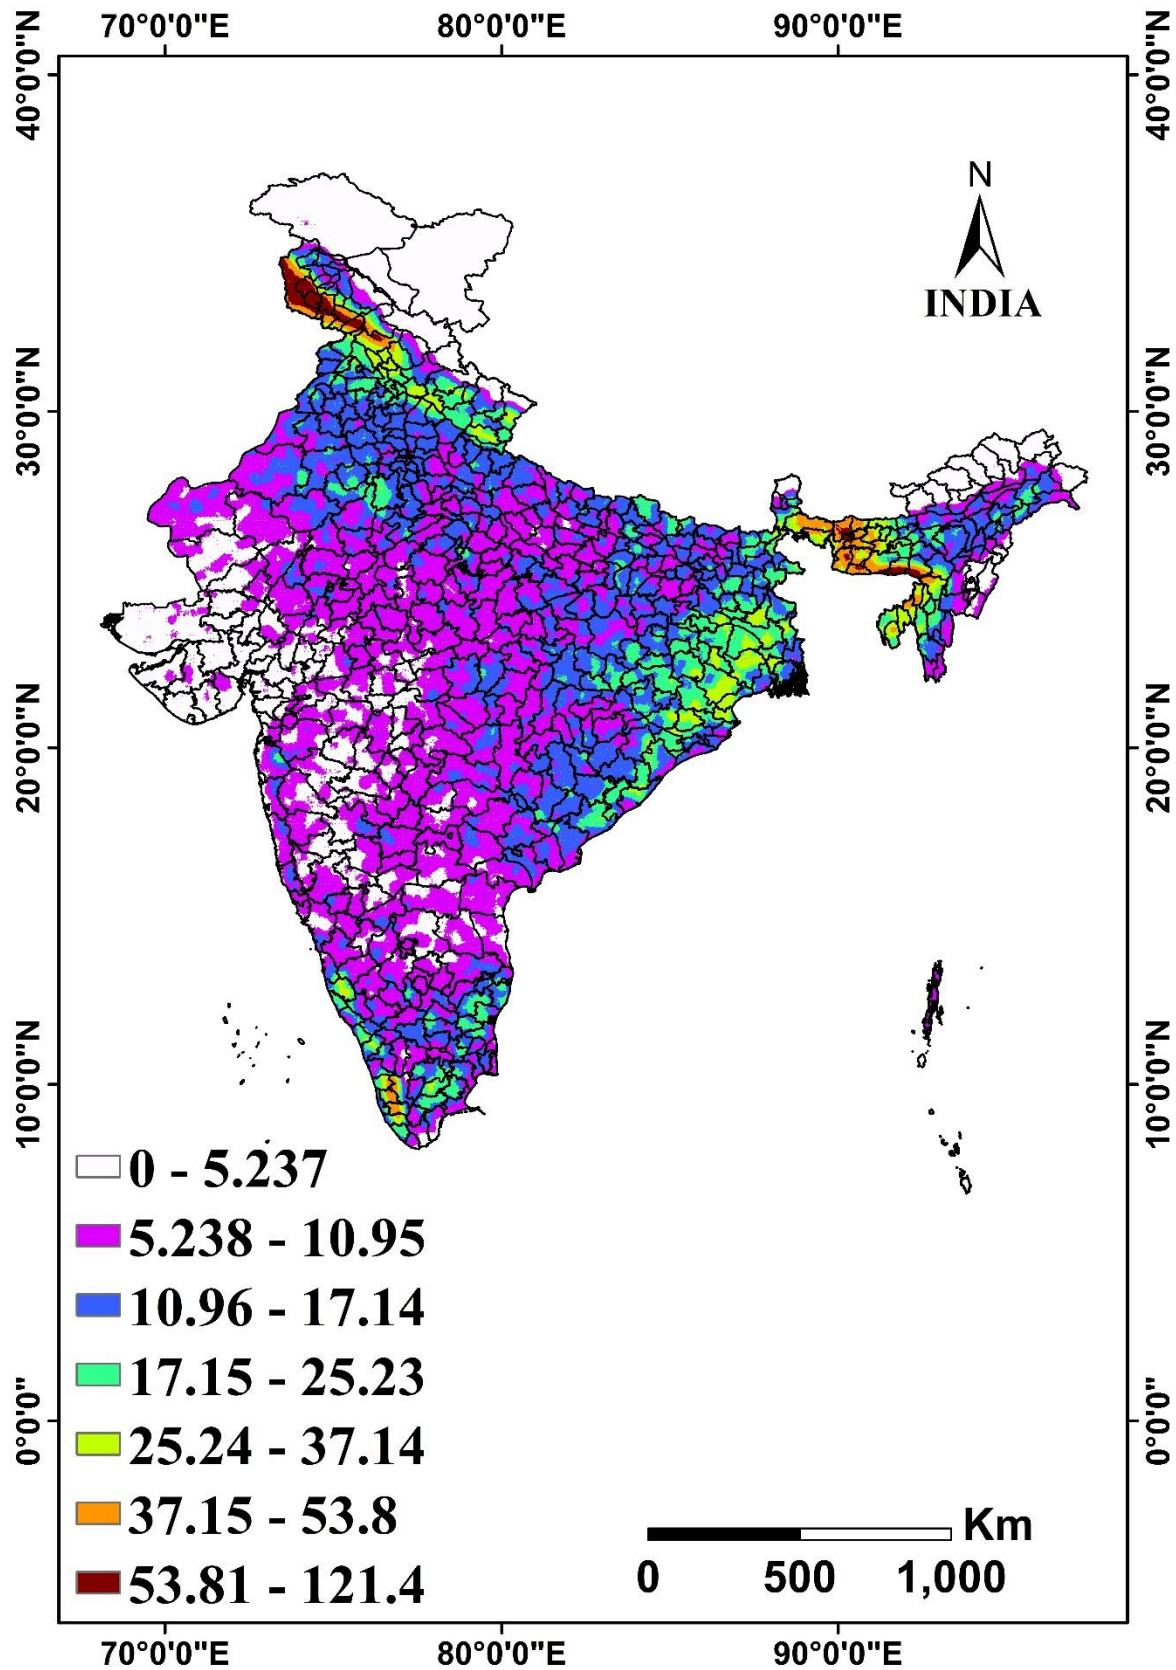 70°0'0"E 80°0'0"E 90°0'0"E
40°0'0"N 40°0'0"N
N
INDIA
30°0'0"N 30°0'0"N
20°0'0"N 20°0'0"N
10°0'0"N 10°0'0"N
0 - 5.237
5.238 - 10.95
10.96 - 17.14
17.15 - 25.23
0°0'0" 0°0'0"
25.24 - 37.14
37.15 - 53.8
Km
53.81 - 121.4
0 500 1,000
70°0'0"E 80°0'0"E 90°0'0"E